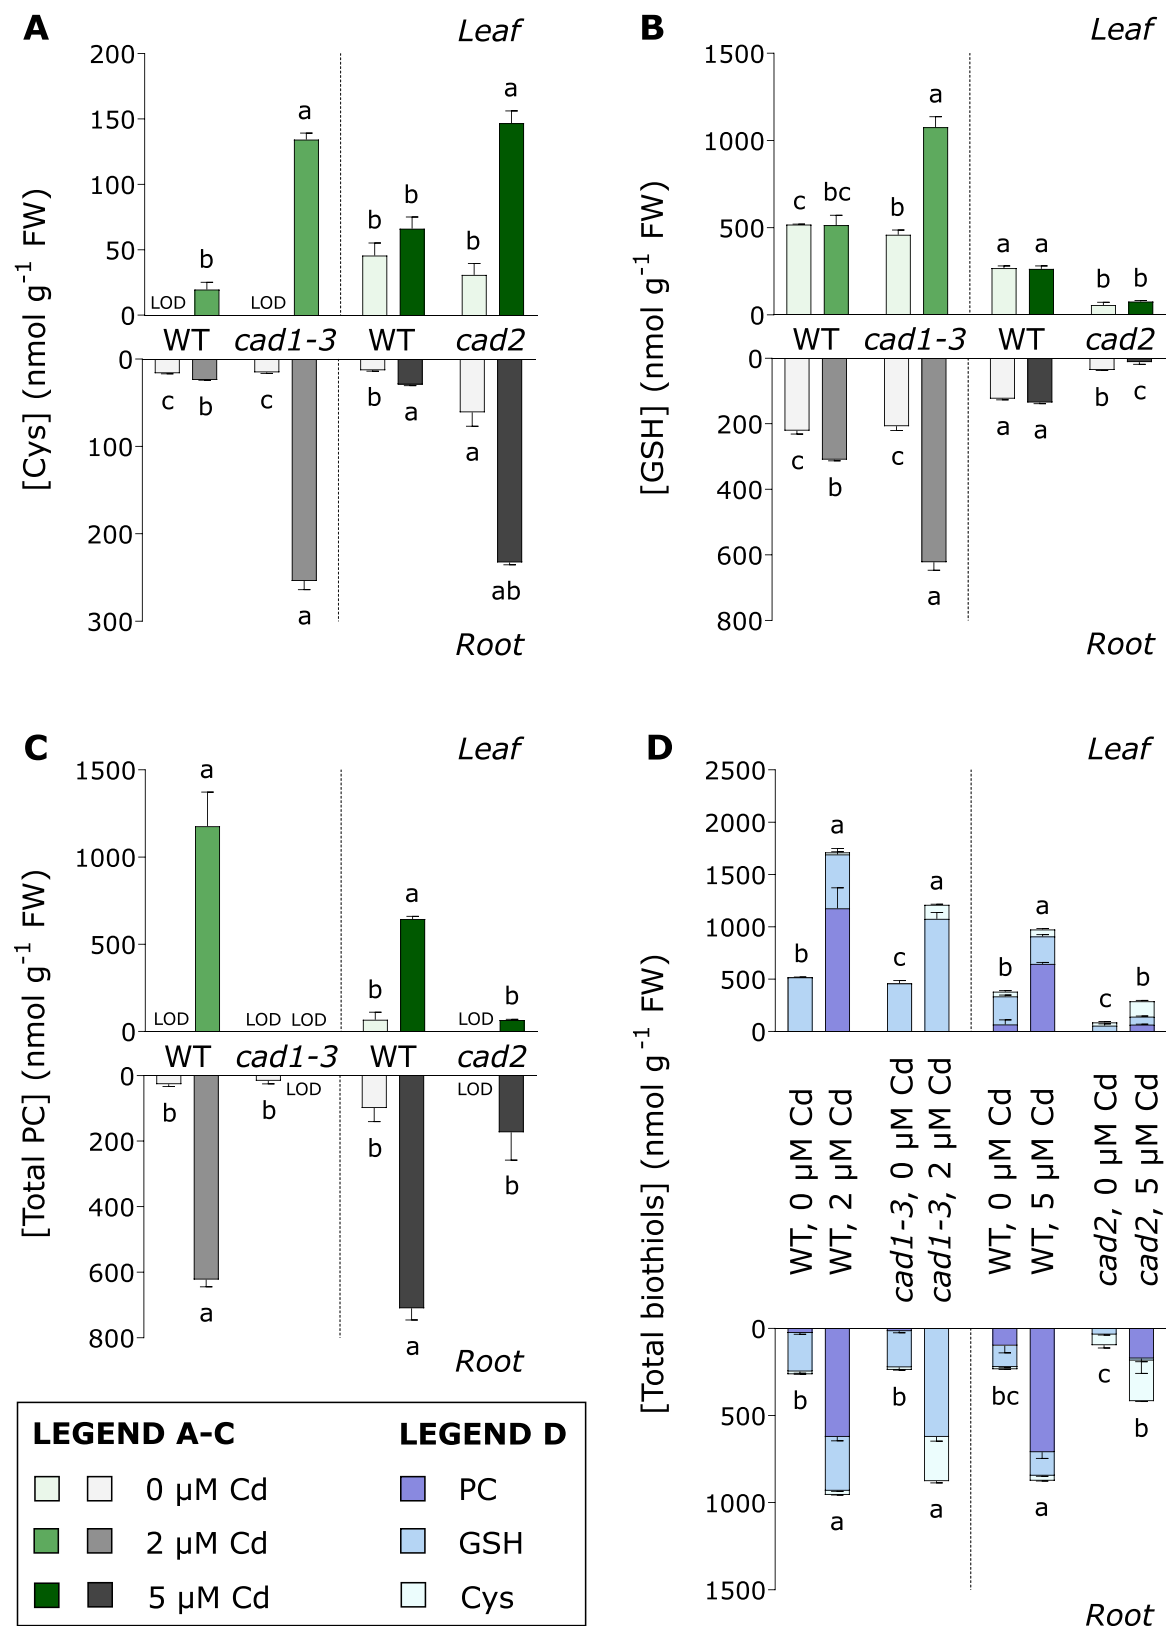 A
Leaf
[Cys] (nmol g⁻¹ FW)
200
150
100
50
0
LOD
b
LOD
a
b
b
b
a
WT
cad1-3
WT
cad2
0
100
200
300
c
b
c
a
b
a
a
ab
Root
B
Leaf
[GSH] (nmol g⁻¹ FW)
1500
1000
500
0
c
bc
b
a
a
a
b
b
WT
cad1-3
WT
cad2
0
200
400
600
800
c
b
c
a
a
a
b
c
Root
C
Leaf
[Total PC] (nmol g⁻¹ FW)
1500
1000
500
0
LOD
a
LOD
LOD
b
a
LOD
b
WT
cad1-3
WT
cad2
0
200
400
600
800
b
a
b
LOD
b
a
LOD
b
Root
D
Leaf
[Total biothiols] (nmol g⁻¹ FW)
2500
2000
1500
1000
500
0
b
a
c
a
b
a
c
b
WT, 0 µM Cd
WT, 2 µM Cd
cad1-3, 0 µM Cd
cad1-3, 2 µM Cd
WT, 0 µM Cd
WT, 5 µM Cd
cad2, 0 µM Cd
cad2, 5 µM Cd
0
500
1000
1500
b
a
b
a
bc
a
c
b
Root
LEGEND A-C
0 µM Cd
2 µM Cd
5 µM Cd
LEGEND D
PC
GSH
Cys